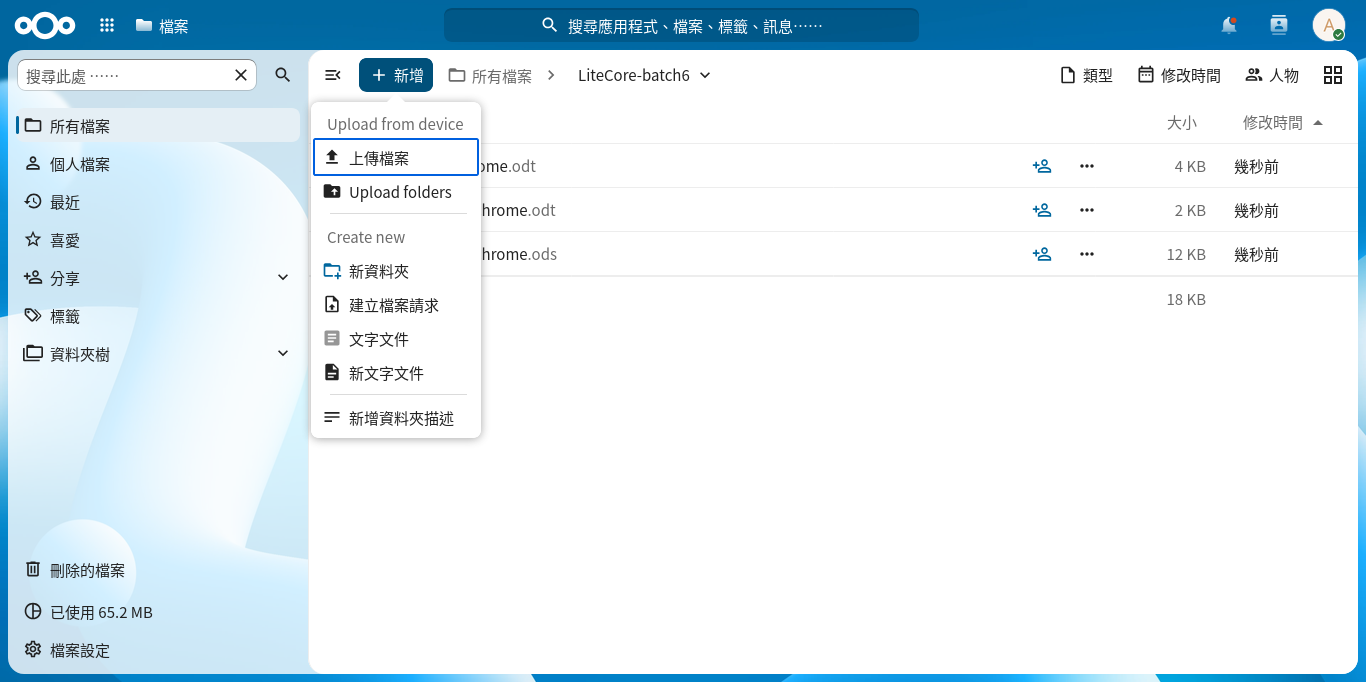 檔案
搜尋應用程式、檔案、標籤、訊息……
A
搜尋此處 ……
新增
所有檔案
LiteCore-batch6
類型
修改時間
人物
所有檔案
個人檔案
最近
喜愛
分享
標籤
資料夾樹
刪除的檔案
已使用 65.2 MB
檔案設定
Upload from device
上傳檔案
Upload folders
Create new
新資料夾
建立檔案請求
文字文件
新文字文件
新增資料夾描述
大小
修改時間
ome.odt
4 KB
幾秒前
hrome.odt
2 KB
幾秒前
hrome.ods
12 KB
幾秒前
18 KB